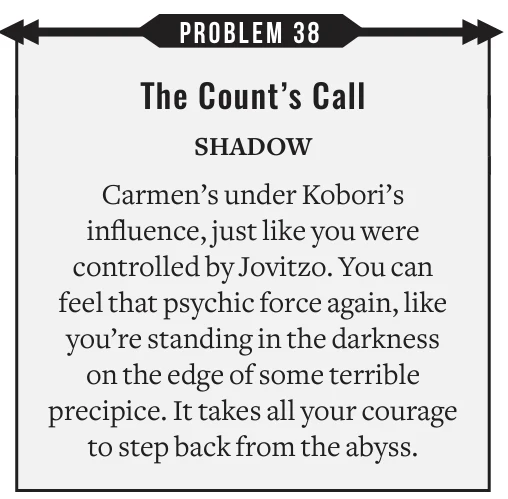 PROBLEM 38
The Count’s Call
SHADOW
Carmen’s under Kobori’s
influence, just like you were
controlled by Jovitzo. You can
feel that psychic force again, like
you’re standing in the darkness
on the edge of some terrible
precipice. It takes all your courage
to step back from the abyss.